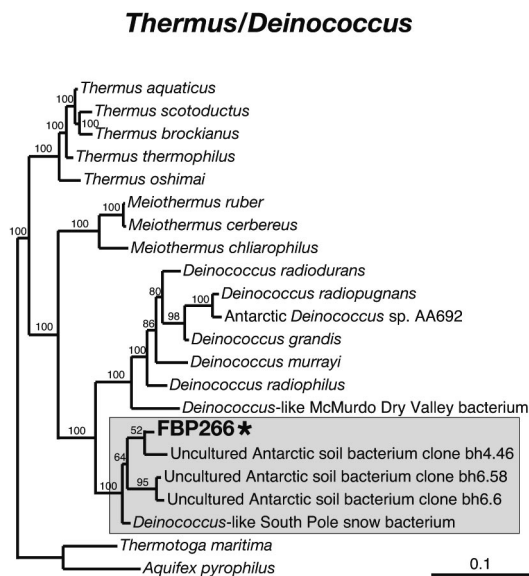 Thermus/Deinococcus
Thermus aquaticus
100
Thermus scotoductus
100
100
Thermus brockianus
100
Thermus thermophilus
100
Thermus oshimai
Meiothermus ruber
100
Meiothermus cerbereus
100
100
Meiothermus chliarophilus
Deinococcus radiodurans
80
Deinococcus radiopugnans
100
Antarctic Deinococcus sp. AA692
98
86
100
Deinococcus grandis
100
Deinococcus murrayi
100
Deinococcus radiophilus
Deinococcus-like McMurdo Dry Valley bacterium
FBP266*
100
52
Uncultured Antarctic soil bacterium clone bh4.46
64
Uncultured Antarctic soil bacterium clone bh6.58
100
95
Uncultured Antarctic soil bacterium clone bh6.6
Deinococcus-like South Pole snow bacterium
Thermotoga maritima
0.1
Aquifex pyrophilus